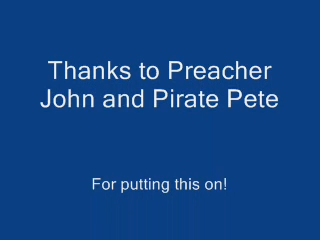 Thanks to Preacher
John and Pirate Pete
For putting this on!